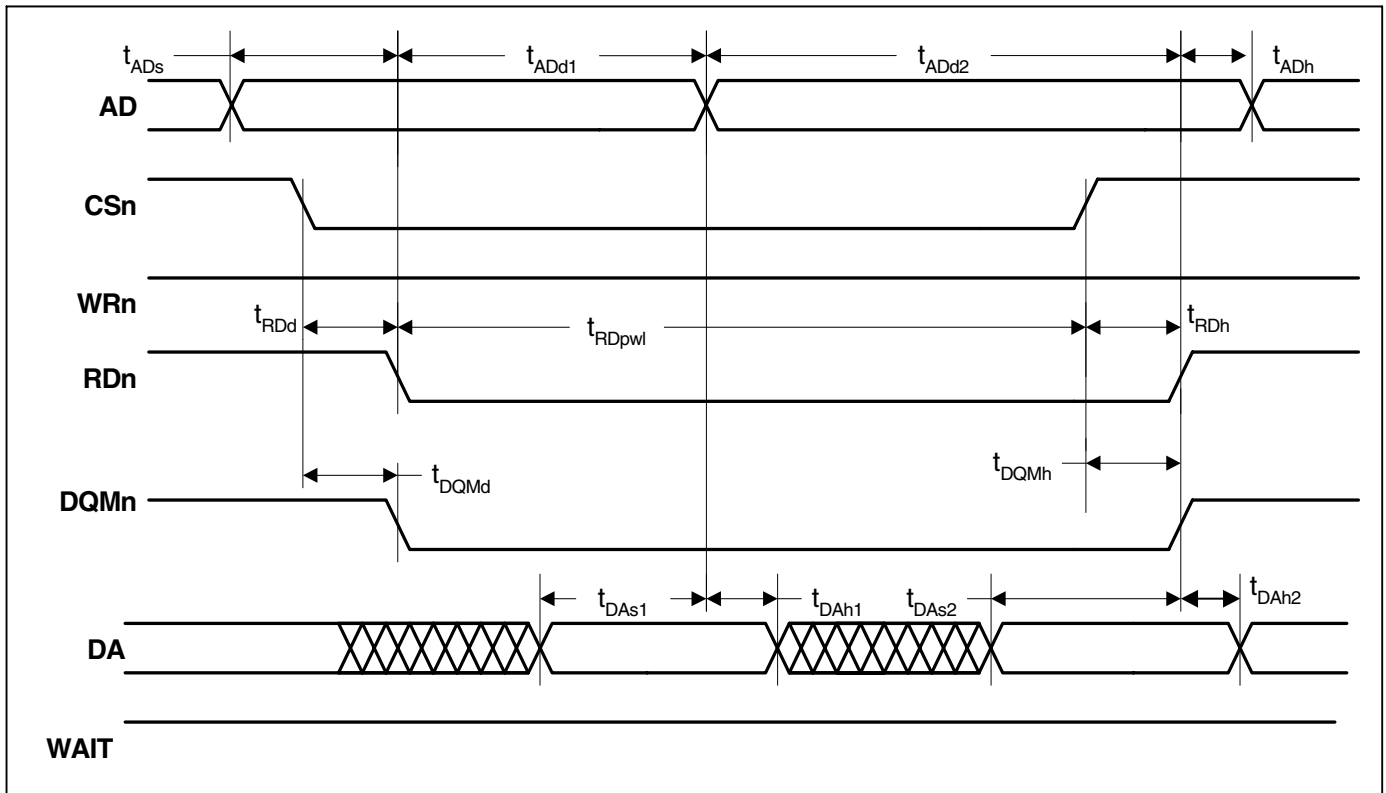 tADs
tADd1
tADd2
tADh
AD
CSn
WRn
tRDd
tRDpwl
tRDh
RDn
tDQMd
tDQMh
DQMn
tDAs1
tDAh1
tDAs2
tDAh2
DA
WAIT